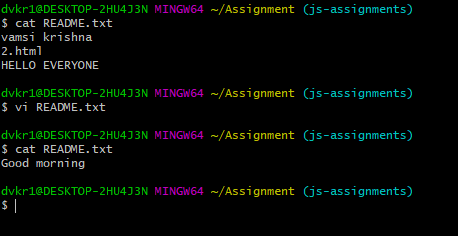 dvkr1@DESKTOP-2HU4J3N MINGW64 ~/Assignment (js-assignments)
$ cat README.txt
vamsi krishna
2.html
HELLO EVERYONE
dvkr1@DESKTOP-2HU4J3N MINGW64 ~/Assignment (js-assignments)
$ vi README.txt
dvkr1@DESKTOP-2HU4J3N MINGW64 ~/Assignment (js-assignments)
$ cat README.txt
Good morning
dvkr1@DESKTOP-2HU4J3N MINGW64 ~/Assignment (js-assignments)
$